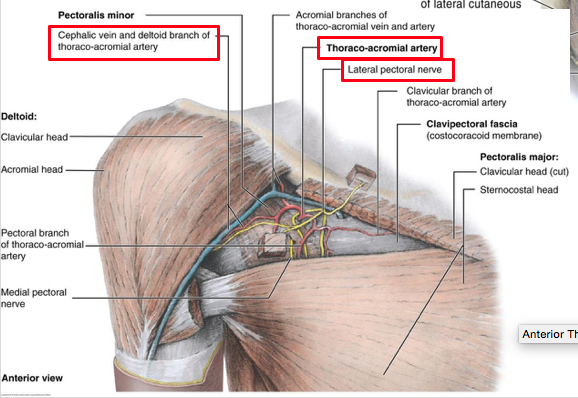 of lateral cutaneous
Pectoralis minor
Cephalic vein and deltoid branch of
thoraco-acromial artery
Acromial branches of
thoraco-acromial vein and artery
Thoraco-acromial artery
Lateral pectoral nerve
Clavicular branch of
thoraco-acromial artery
Clavipectoral fascia
(costocoracoid membrane)
Pectoralis major:
Clavicular head (cut)
Sternocostal head
Deltoid:
Clavicular head
Acromial head
Pectoral branch
of thoraco-acromial
artery
Medial pectoral
nerve
Anterior view
Anterior Th